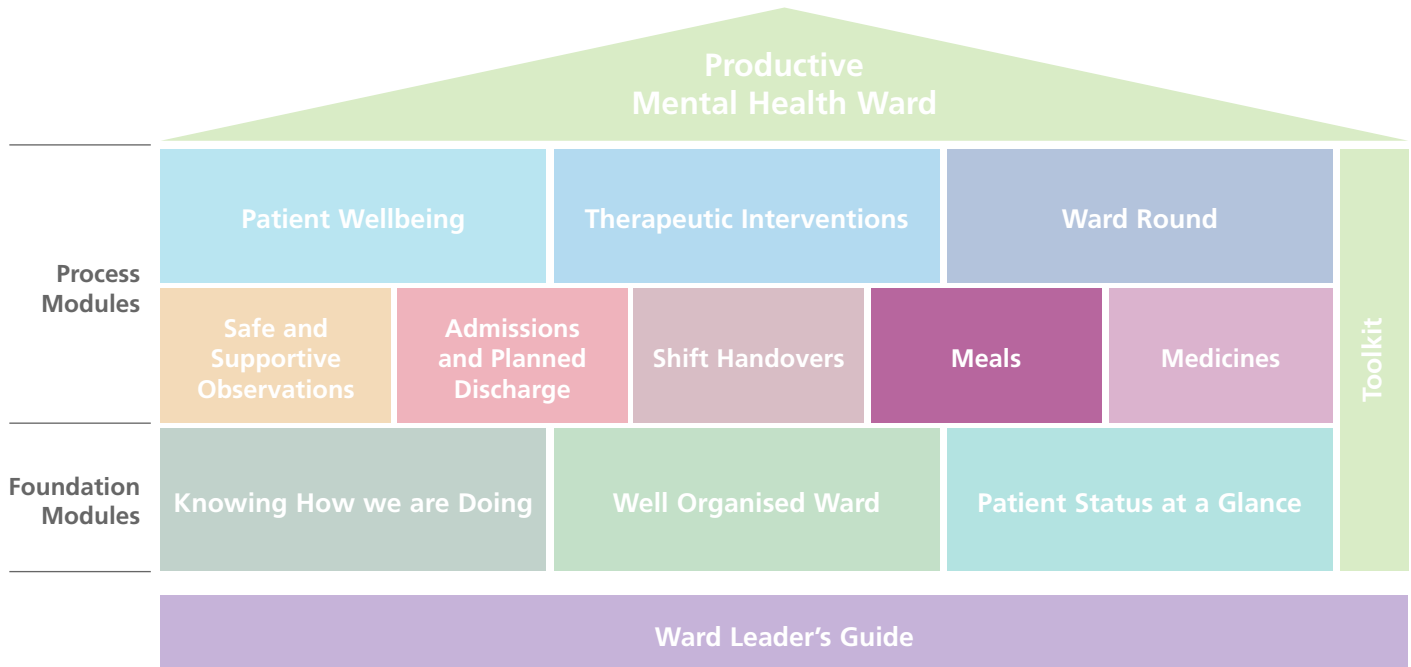 Productive
Mental Health Ward
Process
Modules
Patient Wellbeing
Therapeutic Interventions
Ward Round
Safe and
Supportive
Observations
Admissions
and Planned
Discharge
Shift Handovers
Meals
Medicines
Toolkit
Foundation
Modules
Knowing How we are Doing
Well Organised Ward
Patient Status at a Glance
Ward Leader's Guide